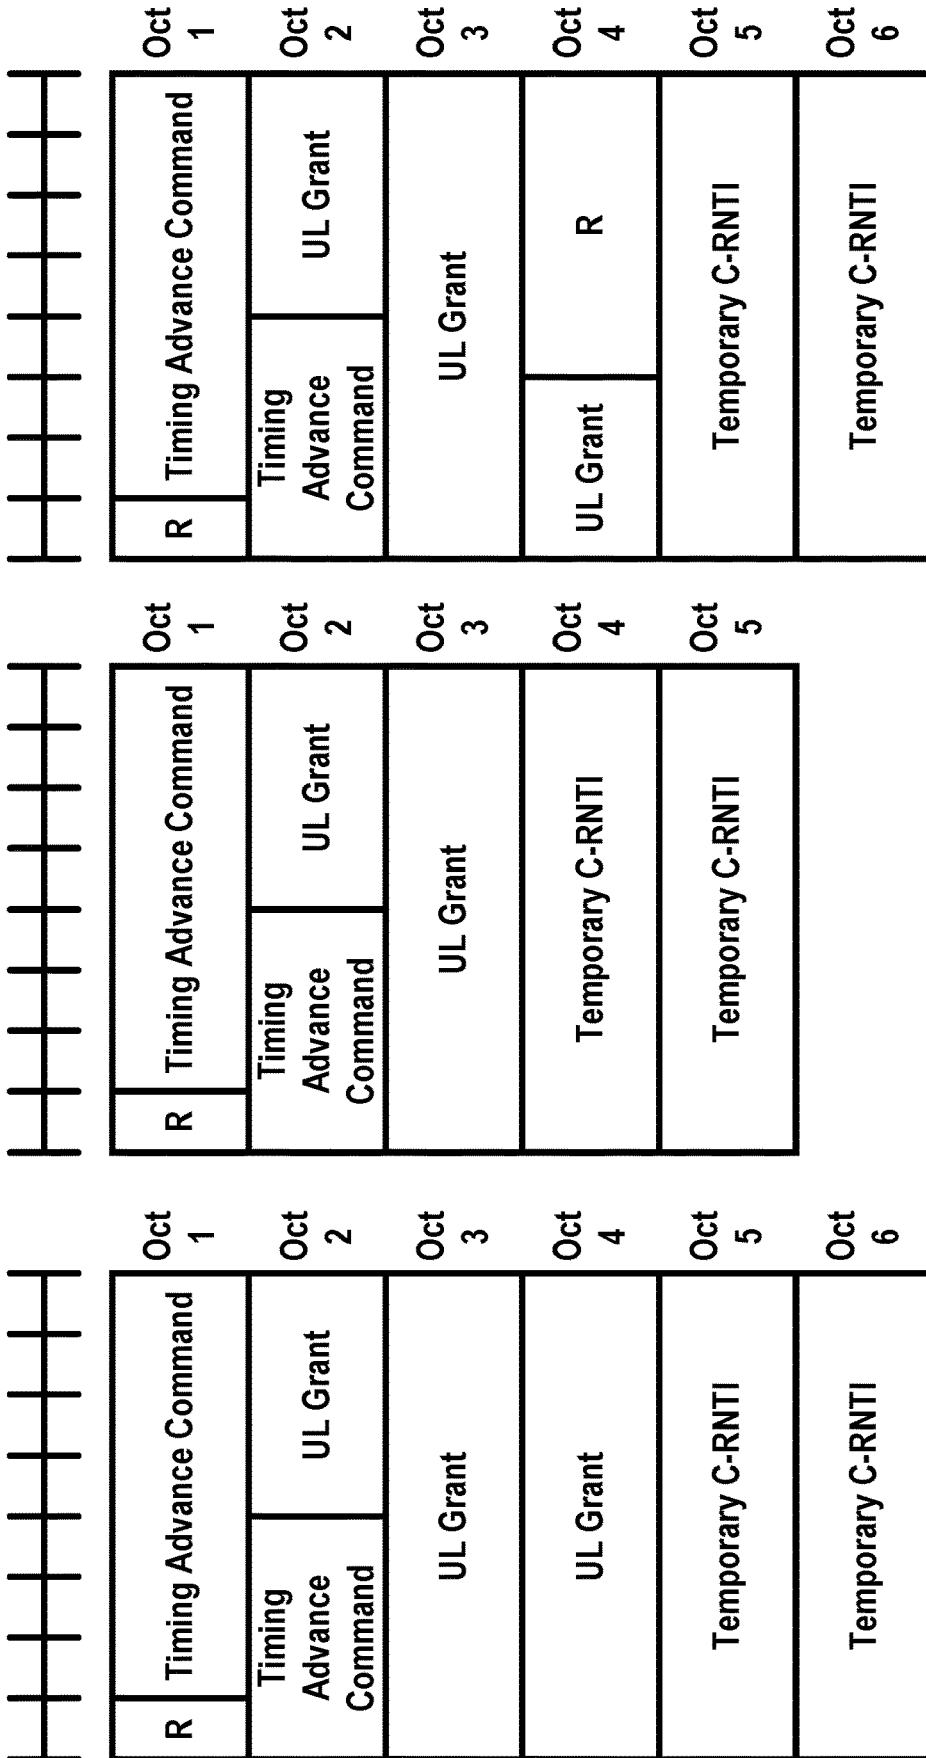 R
Timing Advance Command
Oct
1
Timing
Advance
Command
UL Grant
Oct
2
UL Grant
Oct
3
UL Grant
Oct
4
Temporary C-RNTI
Oct
5
Temporary C-RNTI
Oct
6
R
Timing Advance Command
Oct
1
Timing
Advance
Command
UL Grant
Oct
2
UL Grant
Oct
3
Temporary C-RNTI
Oct
4
Temporary C-RNTI
Oct
5
R
Timing Advance Command
Oct
1
Timing
Advance
Command
UL Grant
Oct
2
UL Grant
Oct
3
UL Grant
R
Oct
4
Temporary C-RNTI
Oct
5
Temporary C-RNTI
Oct
6